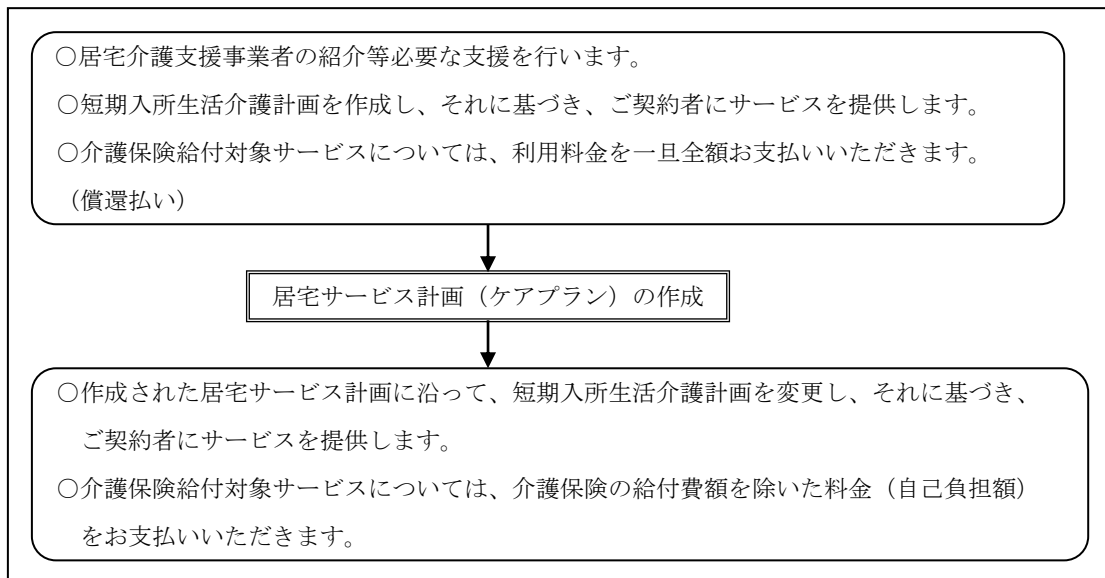 ○居宅介護支援事業者の紹介等必要な支援を行います。
○短期入所生活介護計画を作成し、それに基づき、ご契約者にサービスを提供します。
○介護保険給付対象サービスについては、利用料金を一旦全額お支払いいただきます。
（償還払い）
居宅サービス計画（ケアプラン）の作成
○作成された居宅サービス計画に沿って、短期入所生活介護計画を変更し、それに基づき、
ご契約者にサービスを提供します。
○介護保険給付対象サービスについては、介護保険の給付費額を除いた料金（自己負担額）
をお支払いいただきます。